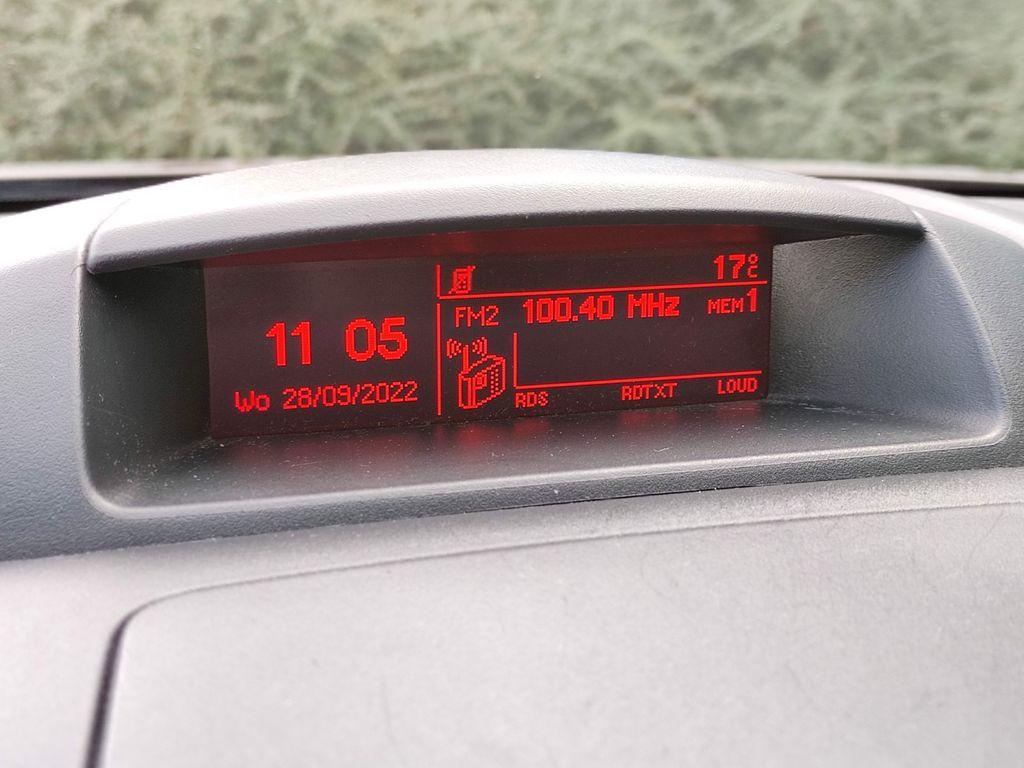 11 05
Wo 28/09/2022
17°C
FM2 100.40 MHz MEM1
RDS RDTXT LOUD